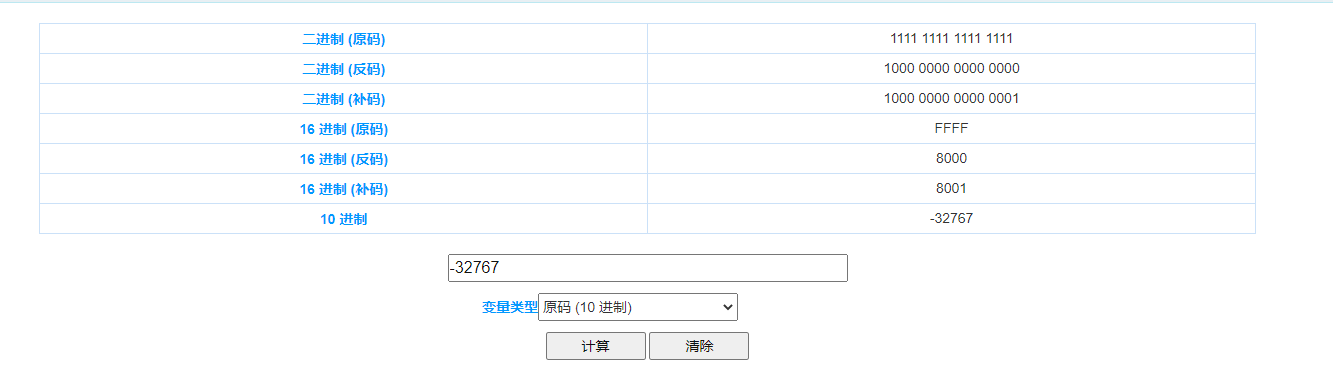 二进制 (原码) 1111 1111 1111 1111
二进制 (反码) 1000 0000 0000 0000
二进制 (补码) 1000 0000 0000 0001
16 进制 (原码) FFFF
16 进制 (反码) 8000
16 进制 (补码) 8001
10 进制 -32767
-32767
变量类型 原码 (10 进制)
计算 清除